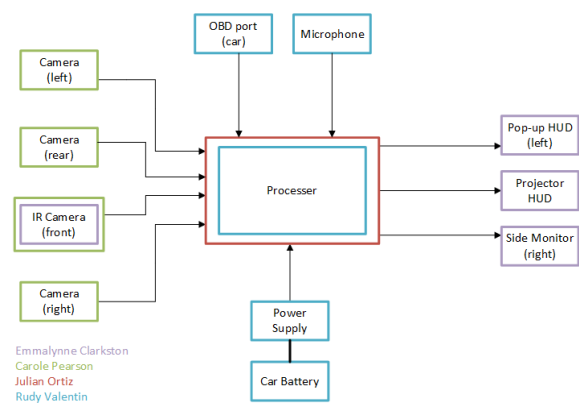 OBD port
(car)
Microphone
Camera
(left)
Camera
(rear)
IR Camera
(front)
Camera
(right)
Processer
Pop-up HUD
(left)
Projector
HUD
Side Monitor
(right)
Power
Supply
Car Battery
Emmalynne Clarkston
Carole Pearson
Julian Ortiz
Rudy Valentin